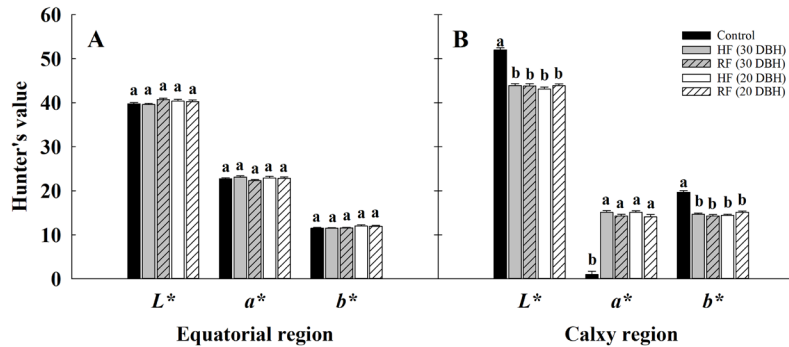 A
B
Control
HF (30 DBH)
RF (30 DBH)
HF (20 DBH)
RF (20 DBH)
Hunter's value
60
50
40
30
20
10
0
a a a a a
a a a a a
a a a a a
a b b b b
b a a a a
a b b b b
L* a* b* L* a* b*
Equatorial region Calxy region